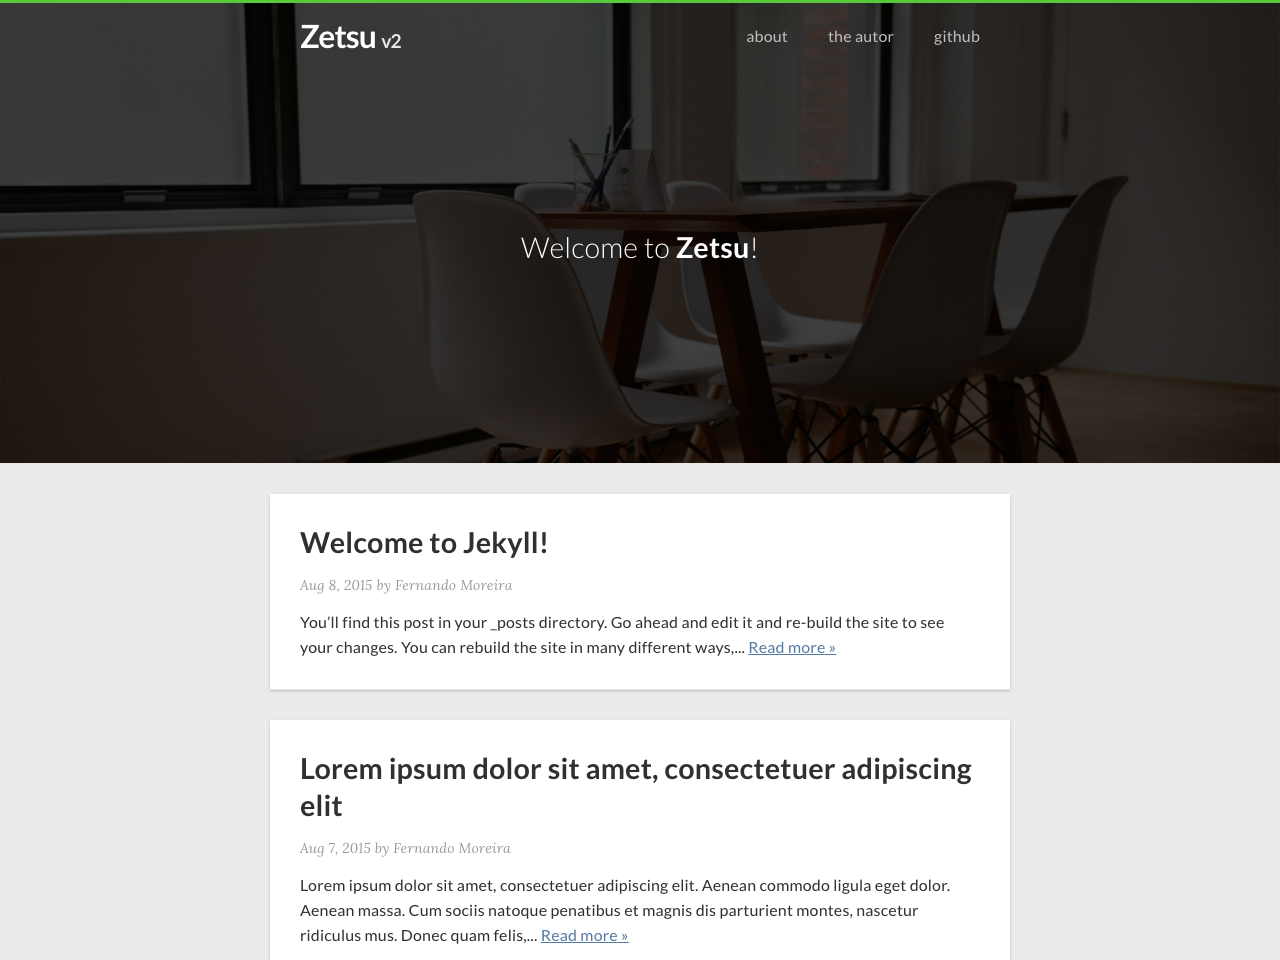 Zetsu v2
about the autor github
Welcome to Zetsu!
Welcome to Jekyll!
Aug 8, 2015 by Fernando Moreira
You’ll find this post in your _posts directory. Go ahead and edit it and re-build the site to see
your changes. You can rebuild the site in many different ways,... Read more »
Lorem ipsum dolor sit amet, consectetuer adipiscing
elit
Aug 7, 2015 by Fernando Moreira
Lorem ipsum dolor sit amet, consectetuer adipiscing elit. Aenean commodo ligula eget dolor.
Aenean massa. Cum sociis natoque penatibus et magnis dis parturient montes, nascetur
ridiculus mus. Donec quam felis,... Read more »